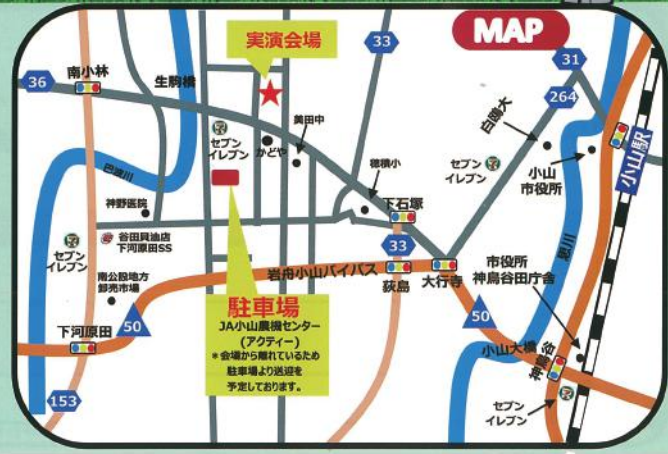 MAP
実演会場
33
31
264
36
南小林
生駒橋
セブン
イレブン
かどや
美田中
穂積小
白鴎大
セブン
イレブン
小山
市役所
小山駅
巴波川
思川
神野医院
下石塚
33
セブン
イレブン
谷田貝油店
下河原田SS
南公設地方
卸売市場
岩舟小山バイパス
荻島
大行寺
市役所
神鳥谷田庁舎
50
50
下河原田
小山大橋
神鳥谷
153
セブン
イレブン
駐車場
JA小山農機センター
(アクティー)
*会場から離れているため
駐車場より送迎を
予定しております。